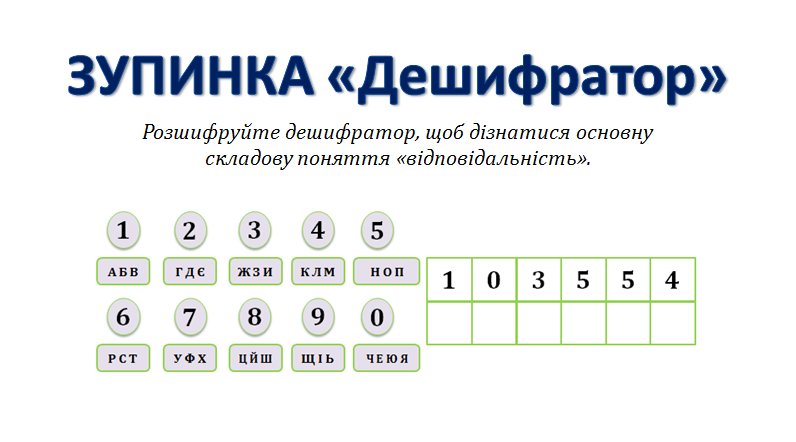 ЗУПИНКА «Дешифратор»
Розшифруйте дешифратор, щоб дізнатися основну
складову поняття «відповідальність».
1 2 3 4 5
АБВ ГДЄ ЖЗИ КЛМ НОП
1 0 3 5 5 4
6 7 8 9 0
РСТ УФХ ЦЙШ ЩІЬ ЧЕЮЯ